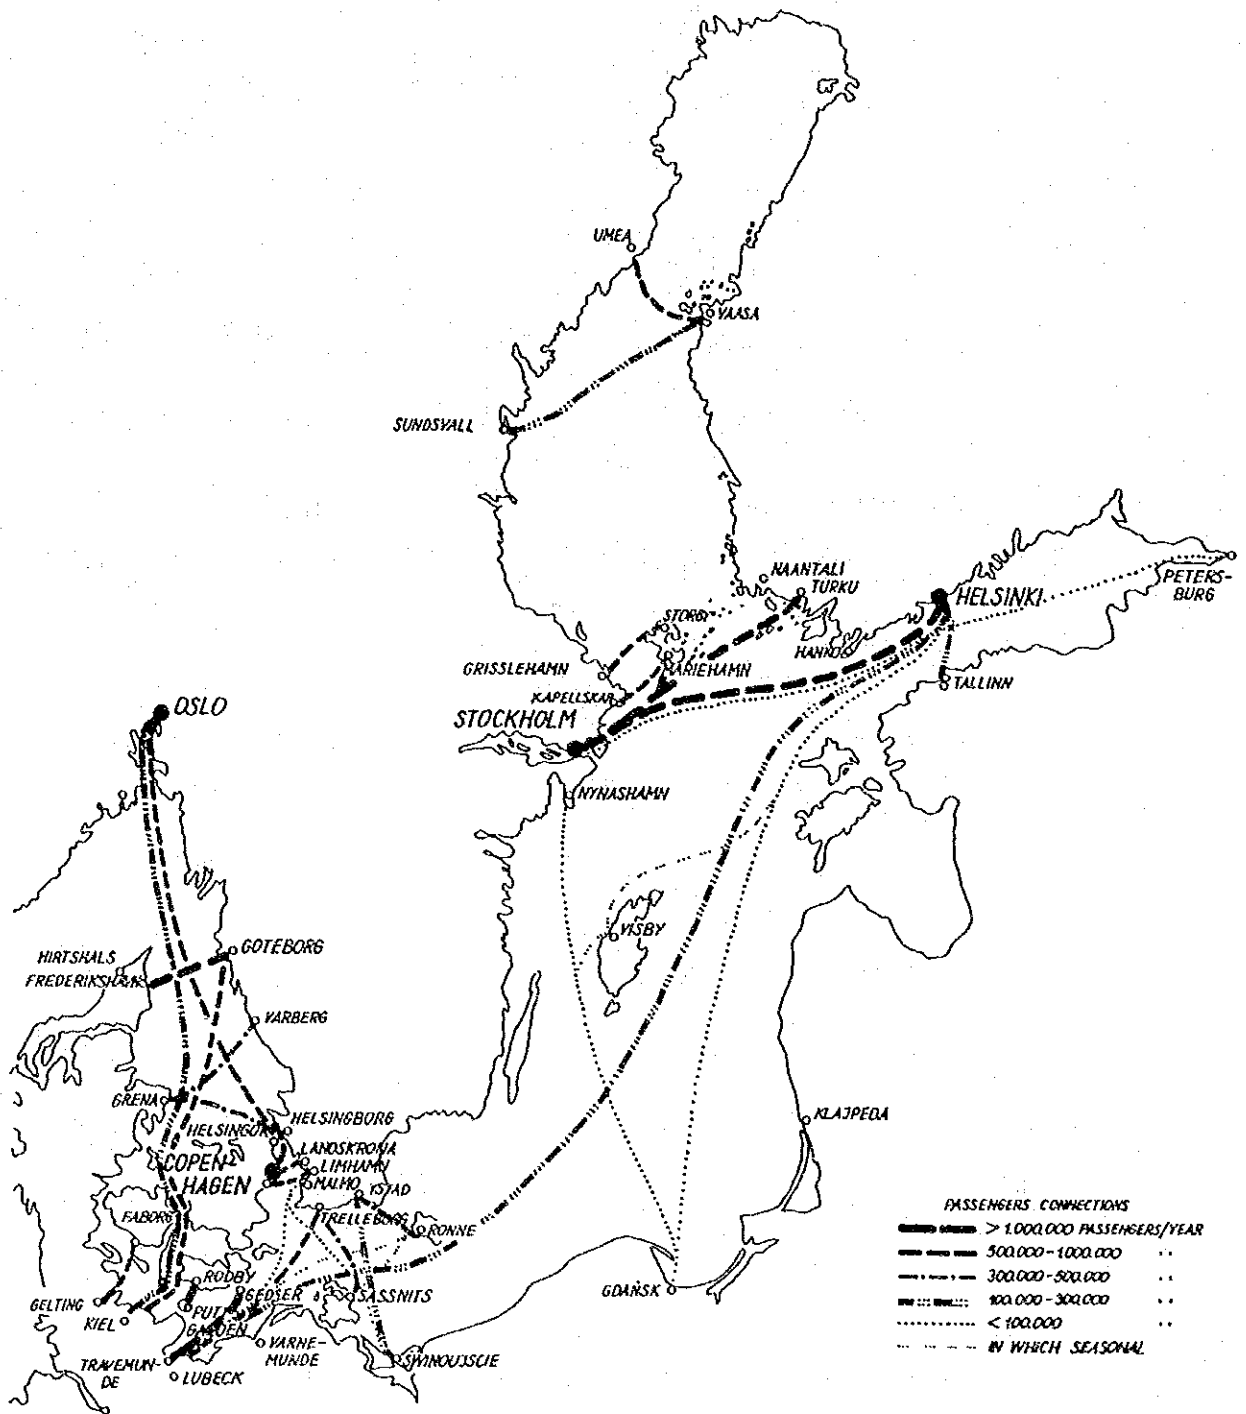 UMEA
VAASA
SUNDSVALL
NAANTALI
TURKU
HELSINKI
PETERS-
BURG
STORBY
HANKO
GRISSLEHAMN
MARIEHAMN
KAPELLSKAR
TALLINN
OSLO
STOCKHOLM
NYNASHAMN
VISBY
GOTEBORG
HIRTSHALS
FREDERIKSHAVN
VARBERG
GRENA
HELSINGBORG
HELSINGOR
KLAJPEDA
LANDSKRONA
COPEN-
HAGEN
LIMHAMN
MALMO
YSTAD
FABORG
TRELLEBORG
RONNE
RODBY
GEDSER
SASSNITS
GELTING
PUT
GARDEN
KIEL
GDAŃSK
VARNE-
MUNDE
TRAVEMUN-
DE
LUBECK
SWINOUJSCIE
PASSENGERS CONNECTIONS
> 1.000.000 PASSENGERS/YEAR
500.000-1.000.000 ''
300.000-500.000 ''
100.000-300.000 ''
< 100.000 ''
IN WHICH SEASONAL